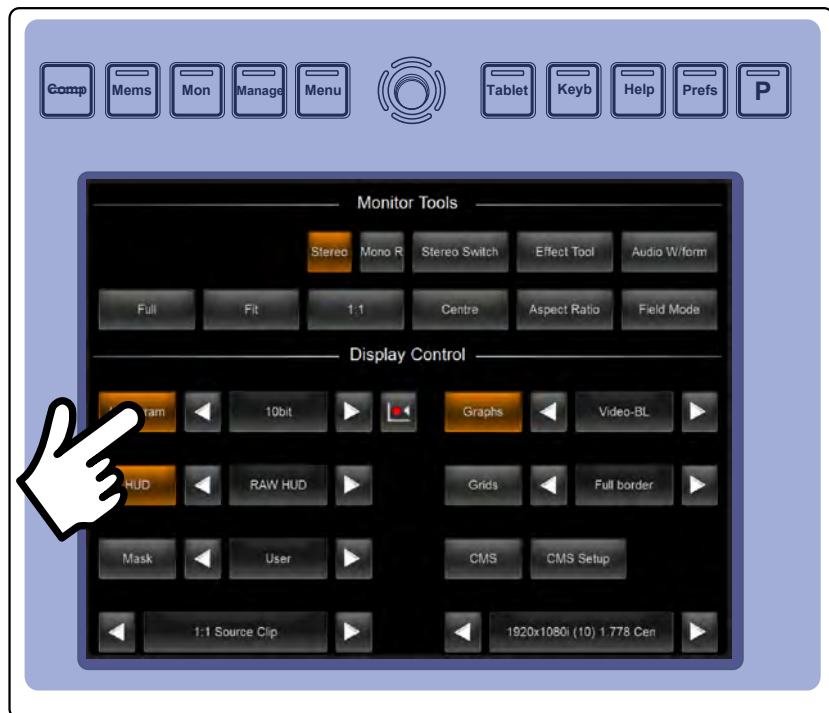 Comp Mems Mon Manage Menu Tablet Keyb Help Prefs P
Monitor Tools
Stereo Mono R Stereo Switch Effect Tool Audio W/form
Full Fit 1:1 Centre Aspect Ratio Field Mode
Display Control
ram 10bit Graphs Video-BL
HUD RAW HUD Grids Full border
Mask User CMS CMS Setup
1:1 Source Clip 1920x1080i (10) 1.778 Cen